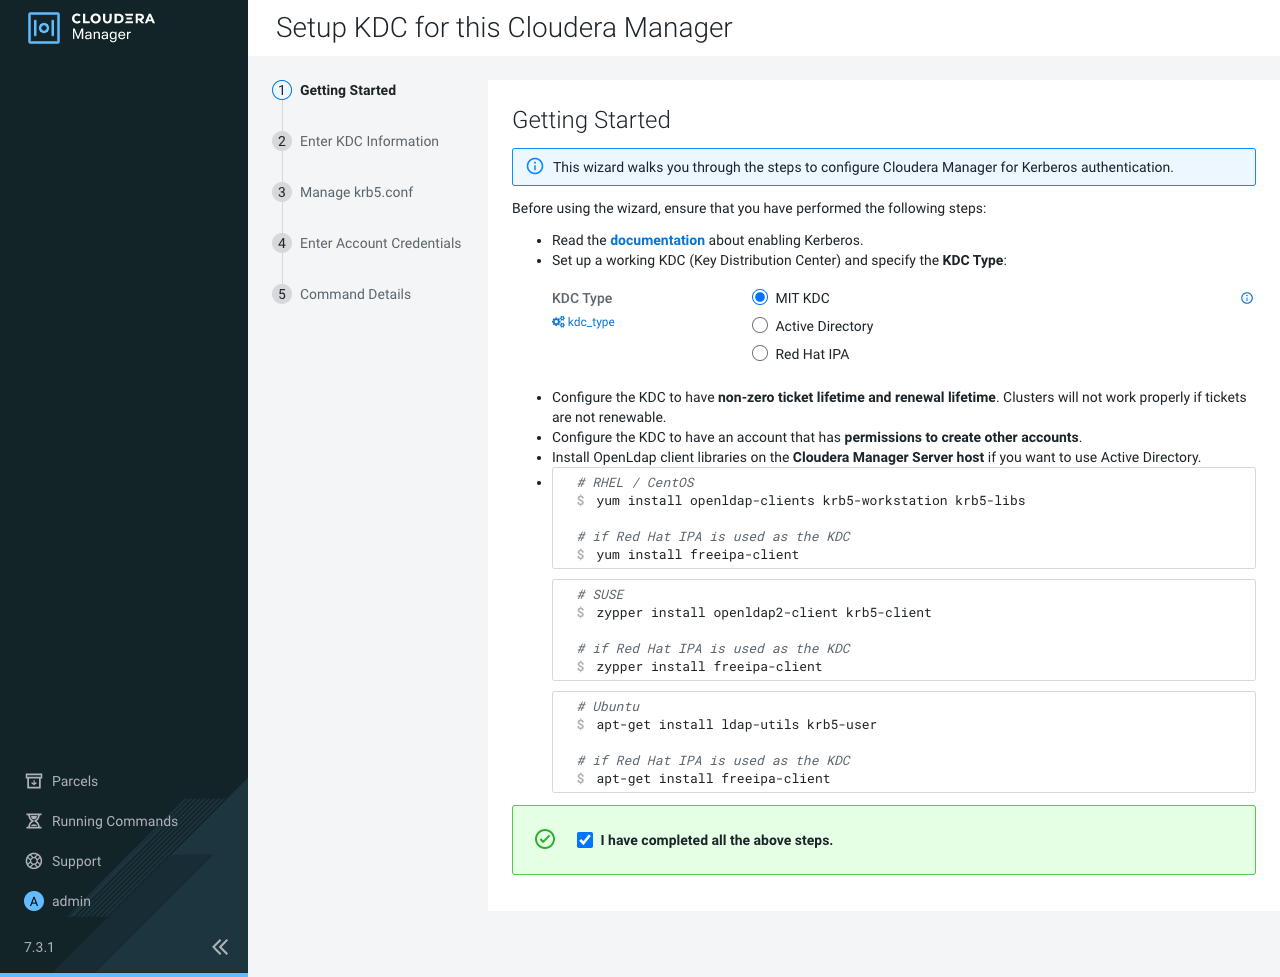 CLOUDERA
Manager
Setup KDC for this Cloudera Manager
1 Getting Started
2 Enter KDC Information
3 Manage krb5.conf
4 Enter Account Credentials
5 Command Details
Getting Started
This wizard walks you through the steps to configure Cloudera Manager for Kerberos authentication.
Before using the wizard, ensure that you have performed the following steps:
• Read the documentation about enabling Kerberos.
• Set up a working KDC (Key Distribution Center) and specify the KDC Type:
KDC Type
kdc_type
MIT KDC
Active Directory
Red Hat IPA
• Configure the KDC to have non-zero ticket lifetime and renewal lifetime. Clusters will not work properly if tickets
are not renewable.
• Configure the KDC to have an account that has permissions to create other accounts.
• Install OpenLdap client libraries on the Cloudera Manager Server host if you want to use Active Directory.
• # RHEL / CentOS
$ yum install openldap-clients krb5-workstation krb5-libs
# if Red Hat IPA is used as the KDC
$ yum install freeipa-client
# SUSE
$ zypper install openldap2-client krb5-client
# if Red Hat IPA is used as the KDC
$ zypper install freeipa-client
# Ubuntu
$ apt-get install ldap-utils krb5-user
# if Red Hat IPA is used as the KDC
$ apt-get install freeipa-client
I have completed all the above steps.
Parcels
Running Commands
Support
A admin
7.3.1